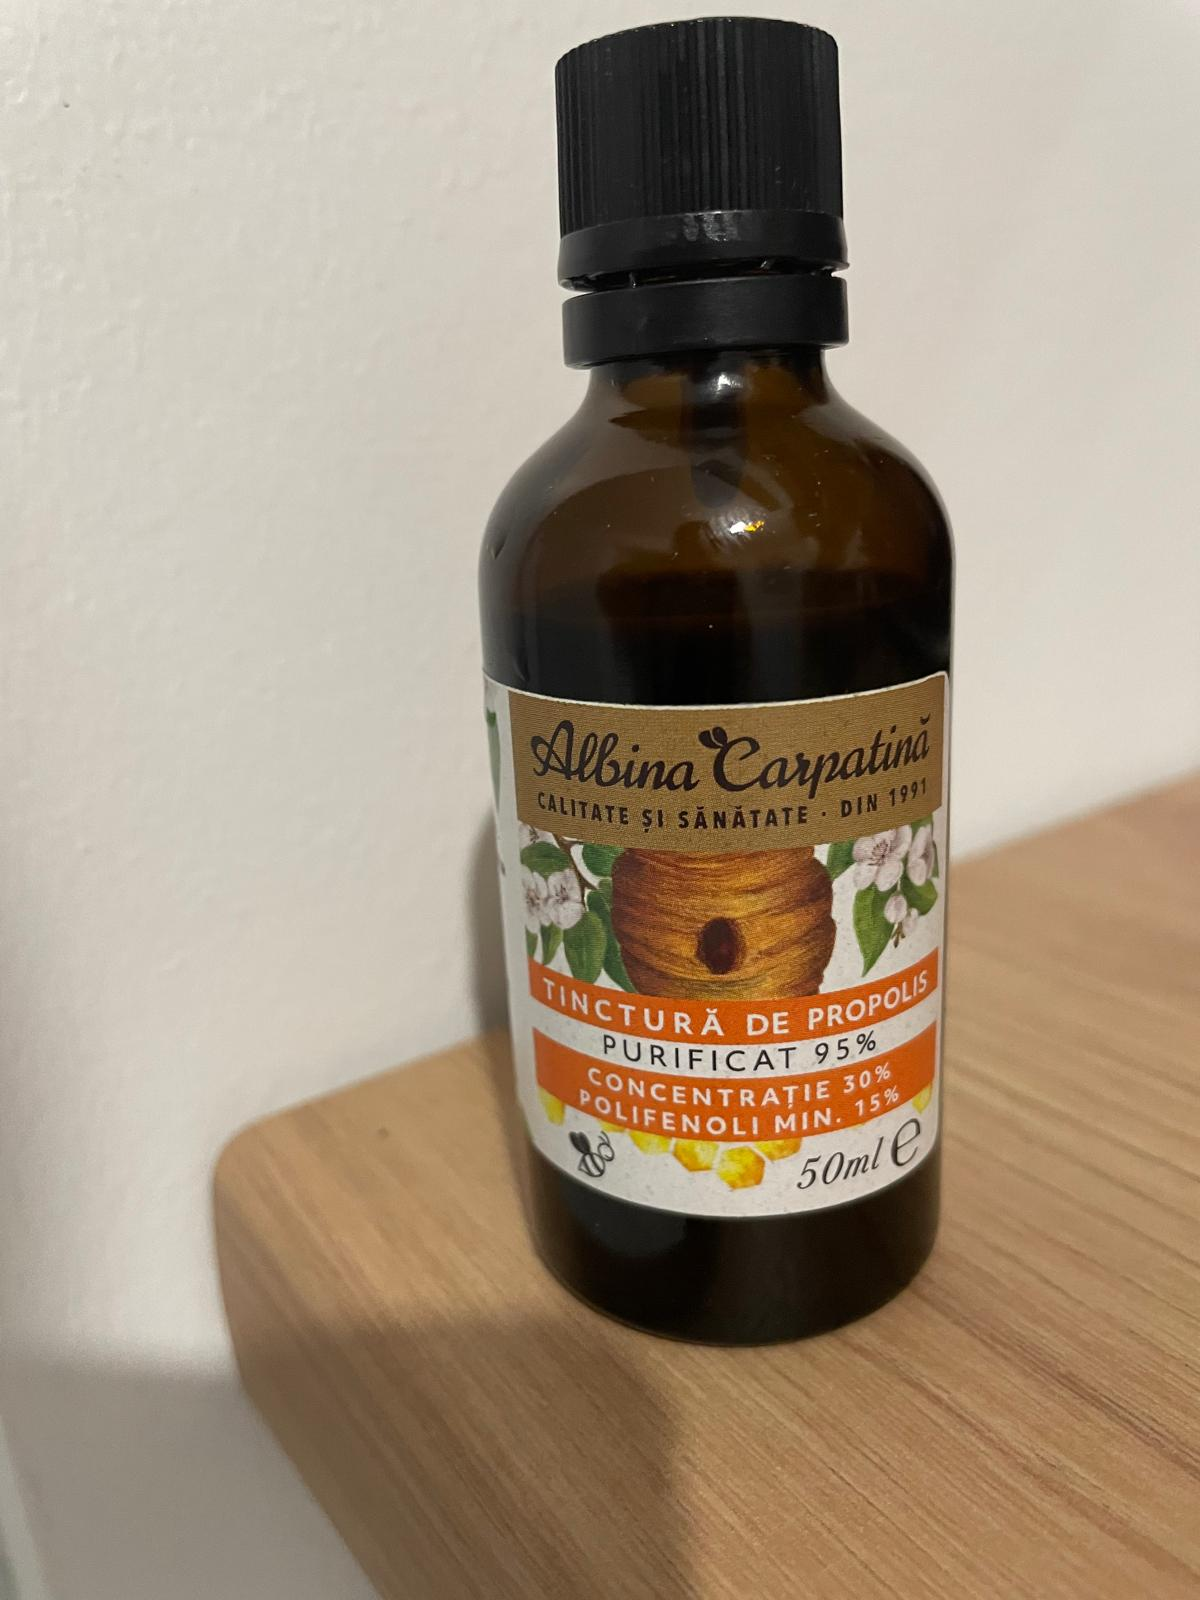 Albina Carpatină
CALITATE ȘI SĂNĂTATE · DIN 1991
TINCTURĂ DE PROPOLIS
PURIFICAT 95%
CONCENTRAȚIE 30%
POLIFENOLI MIN. 15%
50ml ℮